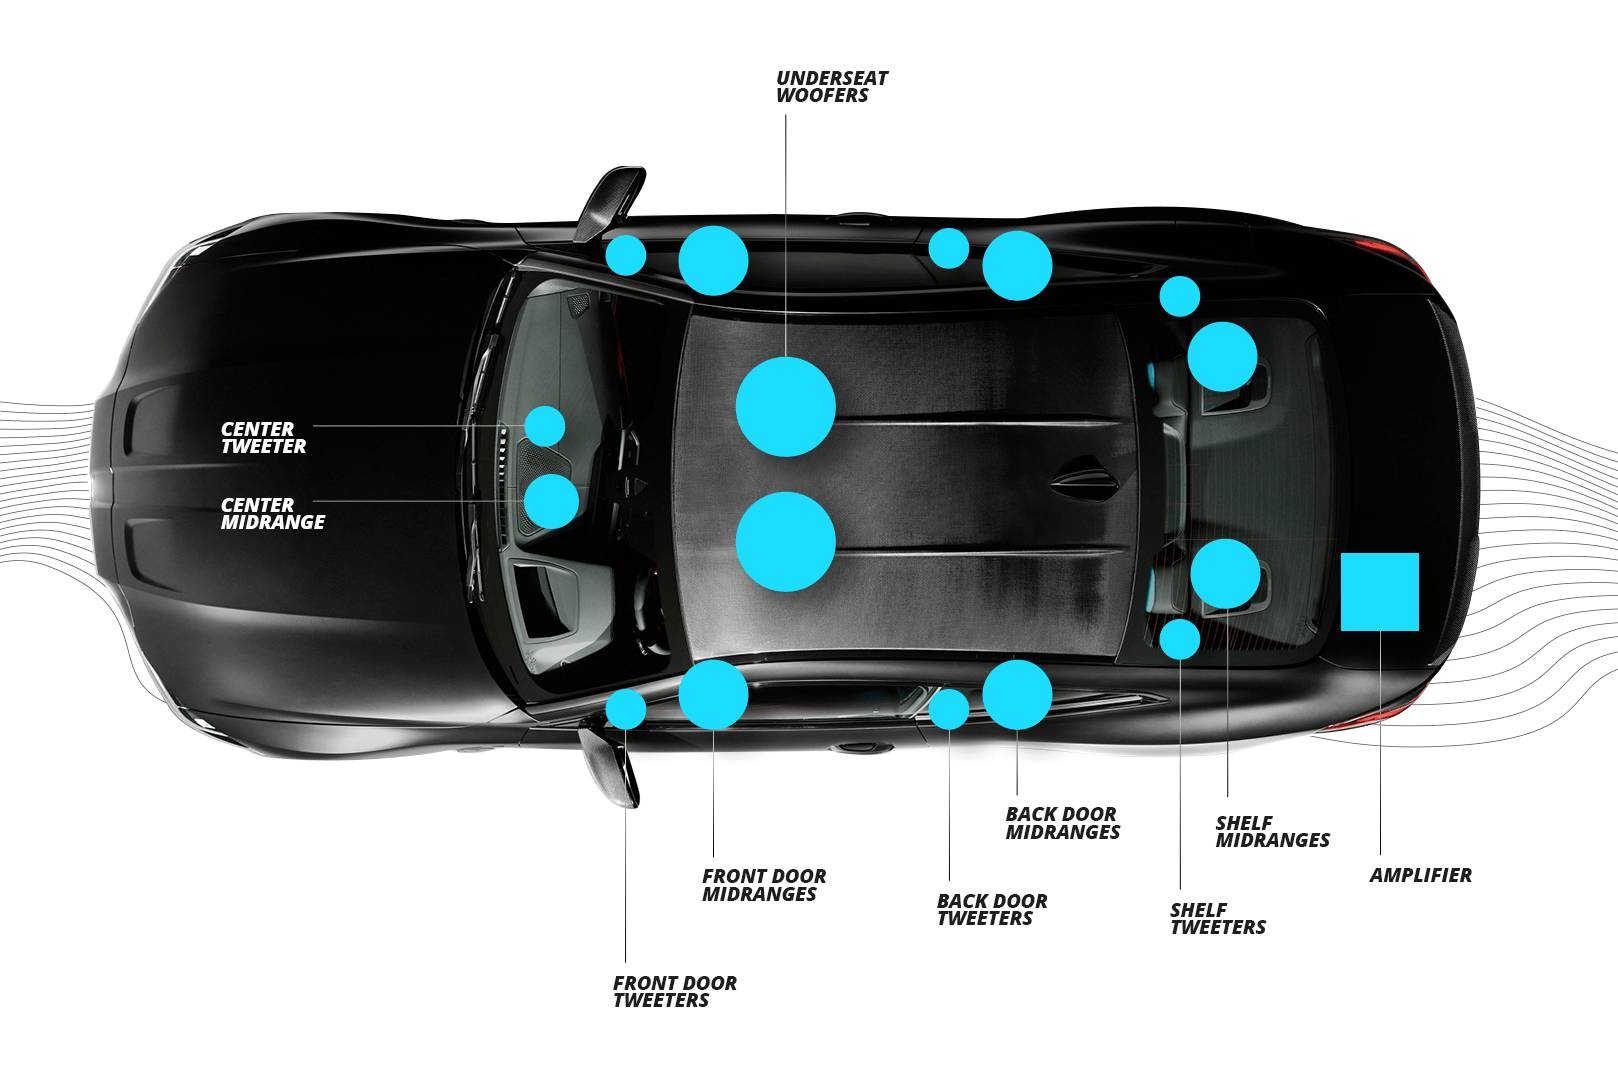 UNDERSEAT
WOOFERS
CENTER
TWEETER
CENTER
MIDRANGE
BACK DOOR
MIDRANGES
SHELF
MIDRANGES
FRONT DOOR
MIDRANGES
AMPLIFIER
BACK DOOR
TWEETERS
SHELF
TWEETERS
FRONT DOOR
TWEETERS